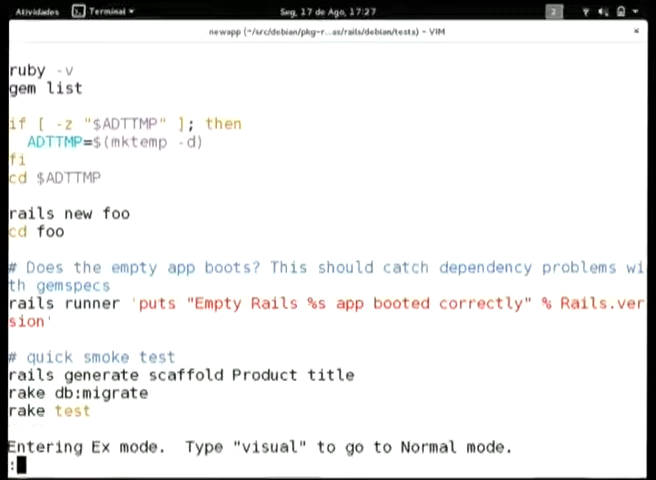 Atividades Terminal Seg, 17 de Ago, 17:27 2
newapp (~/src/debian/pkg-r...as/rails/debian/tests) - VIM ×
ruby -v
gem list
if [ -z "$ADTTMP" ]; then
ADTTMP=$(mktemp -d)
fi
cd $ADTTMP
rails new foo
cd foo
# Does the empty app boots? This should catch dependency problems wi
th gemspecs
rails runner 'puts "Empty Rails %s app booted correctly" % Rails.ver
sion'
# quick smoke test
rails generate scaffold Product title
rake db:migrate
rake test
Entering Ex mode.  Type "visual" to go to Normal mode.
: